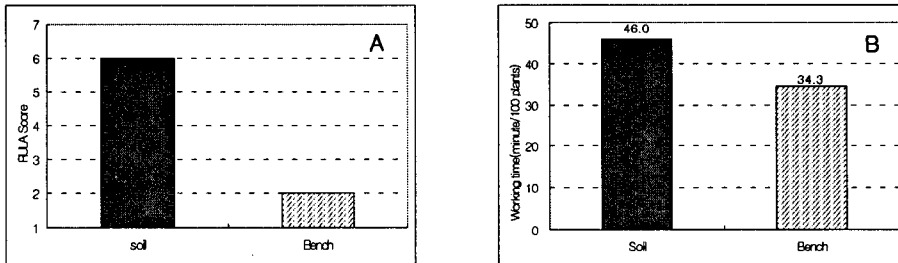 A
RULA Score
7
6
5
4
3
2
1
soil Bench
B
Working time(minute/100 plants)
50
40
30
20
10
0
46.0
34.3
Soil Bench